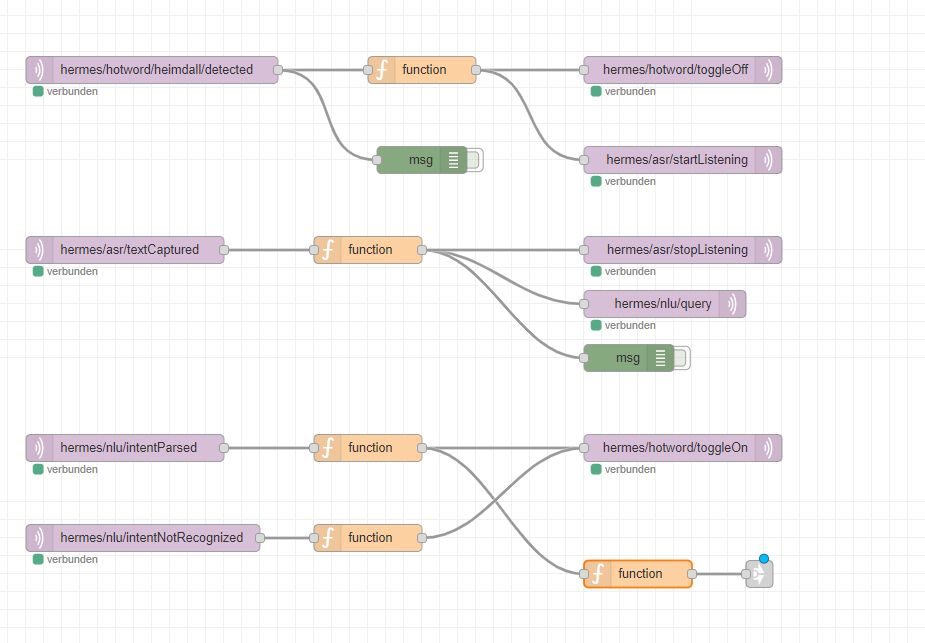 hermes/hotword/heimdall/detected
function
hermes/hotword/toggleOff
verbunden
verbunden
msg
hermes/asr/startListening
verbunden
hermes/asr/textCaptured
function
hermes/asr/stopListening
verbunden
verbunden
hermes/nlu/query
verbunden
msg
hermes/nlu/intentParsed
function
hermes/hotword/toggleOn
verbunden
verbunden
hermes/nlu/intentNotRecognized
function
verbunden
function